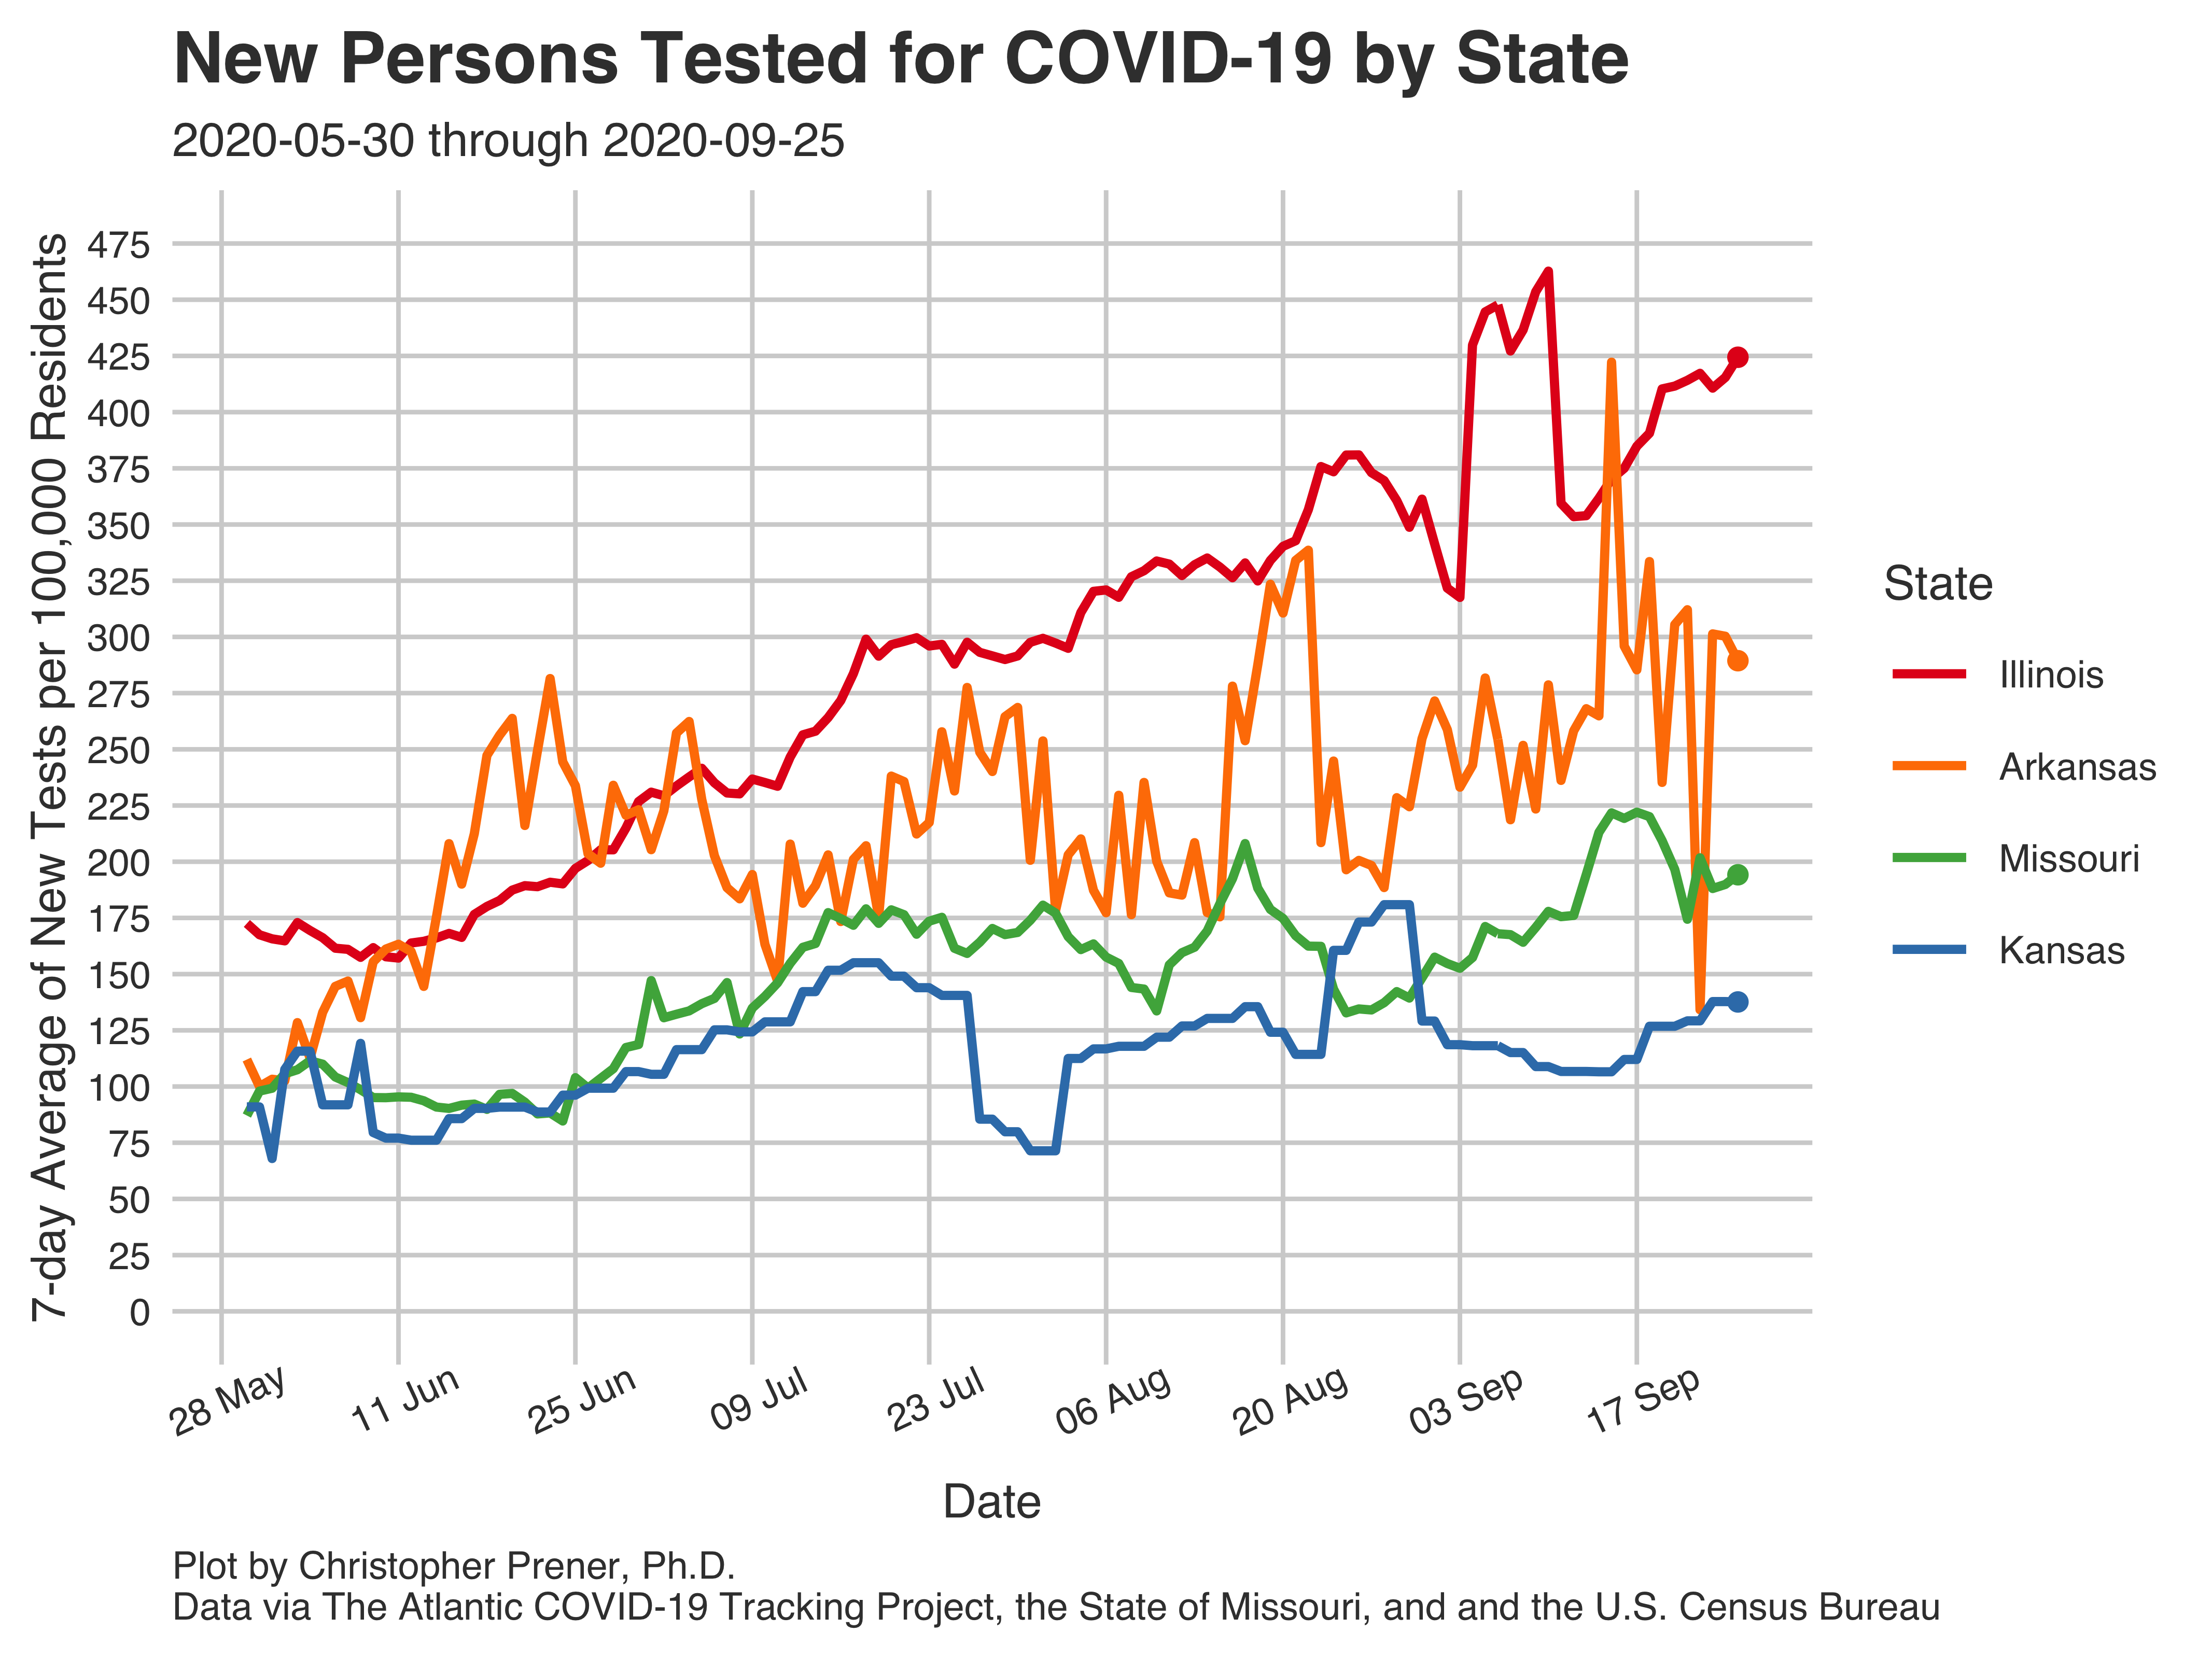 New Persons Tested for COVID-19 by State
2020-05-30 through 2020-09-25
7-day Average of New Tests per 100,000 Residents
475
450
425
400
375
350
325
300
275
250
225
200
175
150
125
100
75
50
25
0
28 May
11 Jun
25 Jun
09 Jul
23 Jul
06 Aug
20 Aug
03 Sep
17 Sep
Date
State
Illinois
Arkansas
Missouri
Kansas
Plot by Christopher Prener, Ph.D.
Data via The Atlantic COVID-19 Tracking Project, the State of Missouri, and and the U.S. Census Bureau